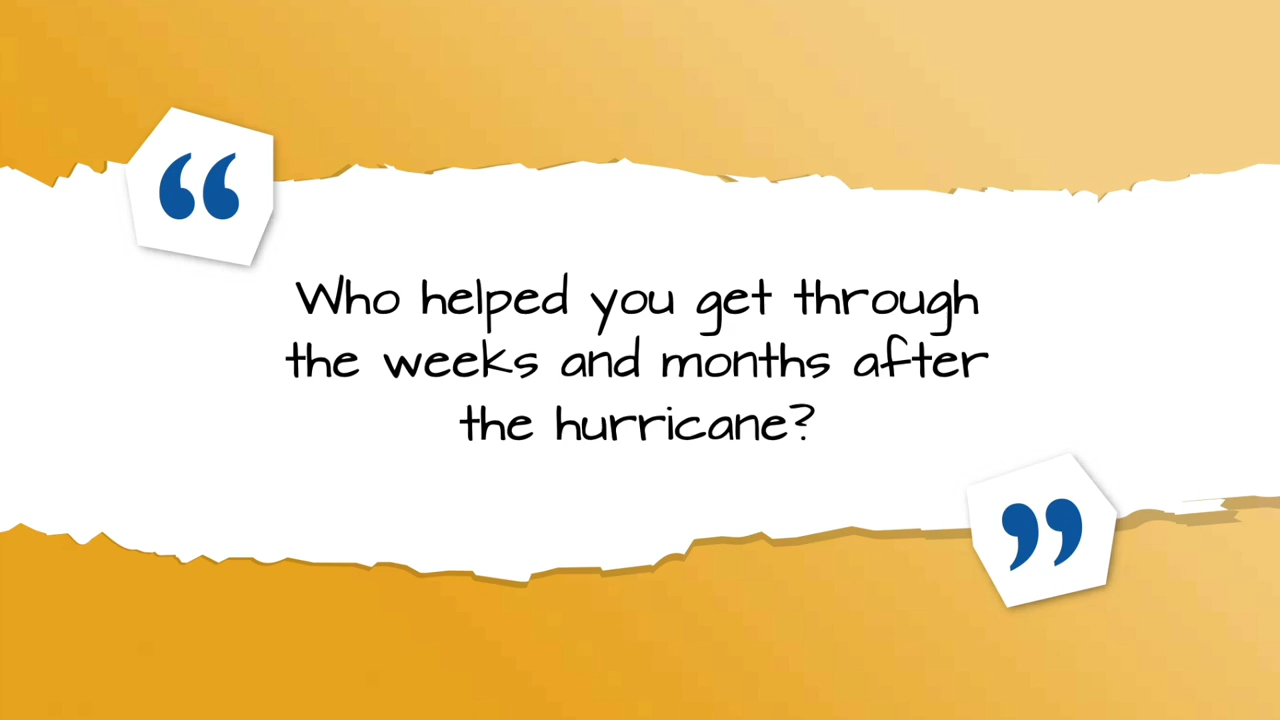 “
Who helped you get through
the weeks and months after
the hurricane?
”